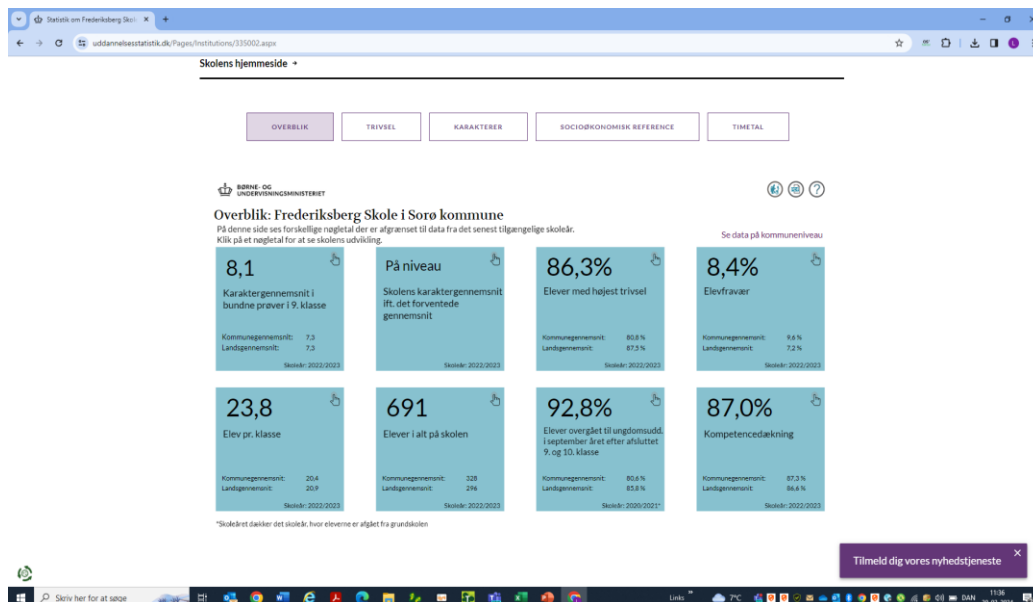 Statistik om Frederiksberg Skol
uddannelsesstatistik.dk/Pages/Institutions/335002.aspx
Skolens hjemmeside
OVERBLIK
TRIVSEL
KARAKTERER
SOCIOØKONOMISK REFERENCE
TIMETAL
BØRNE- OG
UNDERVISNINGSMINISTERIET
Overblik: Frederiksberg Skole i Sorø kommune
På denne side ses forskellige nøgletal der er afgrænset til data fra det senest tilgængelige skoleår.
Klik på et nøgletal for at se skolens udvikling.
Se data på kommuneniveau
8,1
Karaktergennemsnit i
bundne prøver i 9. klasse
Kommunegennemsnit: 7,3
Landsgennemsnit: 7,3
Skoleår: 2022/2023
På niveau
Skolens karaktergennemsnit
ift. det forventede
gennemsnit
Skoleår: 2022/2023
86,3%
Elever med højest trivsel
Kommunegennemsnit: 80,8 %
Landsgennemsnit: 87,5 %
Skoleår: 2022/2023
8,4%
Elevfravær
Kommunegennemsnit: 9,6 %
Landsgennemsnit: 7,2 %
Skoleår: 2022/2023
23,8
Elev pr. klasse
Kommunegennemsnit: 20,4
Landsgennemsnit: 20,9
Skoleår: 2022/2023
691
Elever i alt på skolen
Kommunegennemsnit: 328
Landsgennemsnit: 296
Skoleår: 2022/2023
92,8%
Elever overgået til ungdomsudd.
i september året efter afsluttet
9. og 10. klasse
Kommunegennemsnit: 80,6 %
Landsgennemsnit: 85,8 %
Skoleår: 2020/2021*
87,0%
Kompetencedækning
Kommunegennemsnit: 87,3 %
Landsgennemsnit: 86,6 %
Skoleår: 2022/2023
*Skoleåret dækker det skoleår, hvor eleverne er afgået fra grundskolen
Tilmeld dig vores nyhedstjeneste
Skriv her for at søge
Links
7°C
DAN
11:36